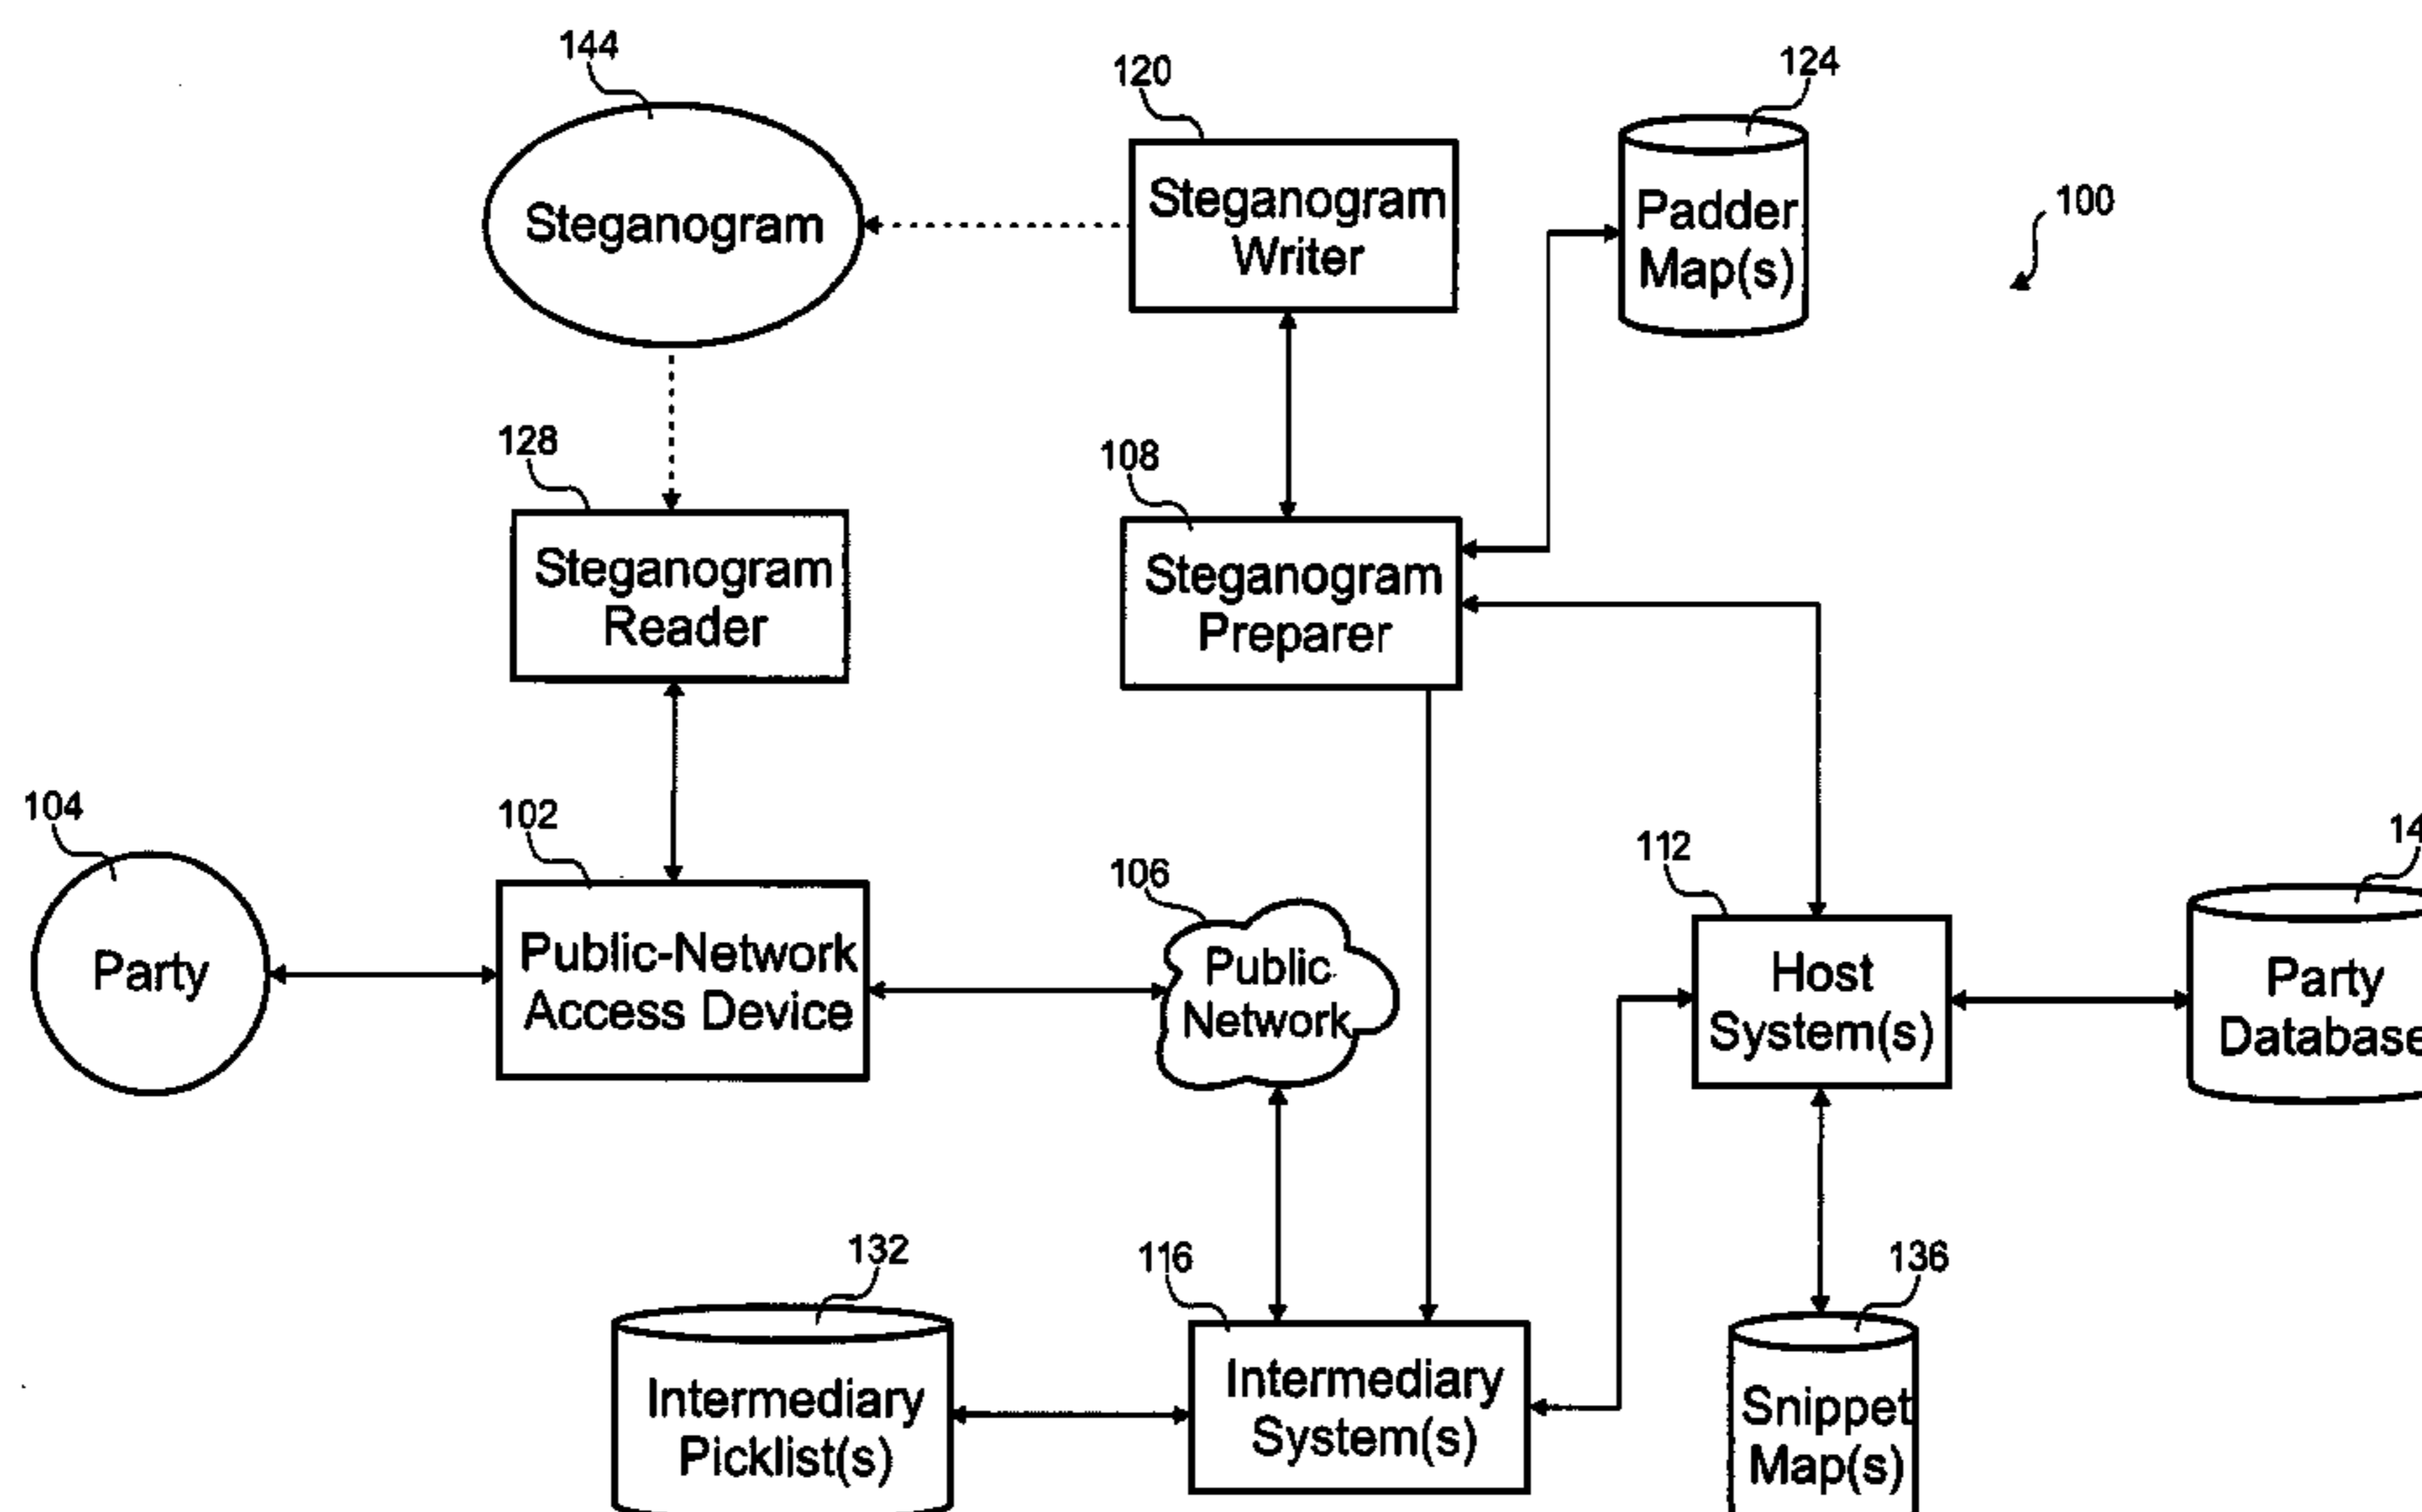 144
120
124
100
Steganogram
Steganogram
Writer
Padder
Map(s)
128
108
Steganogram
Reader
Steganogram
Preparer
104
102
106
112
14
Party
Public-Network
Access Device
Public
Network
Host
System(s)
Party
Database
132
116
136
Intermediary
Picklist(s)
Intermediary
System(s)
Snippet
Map(s)